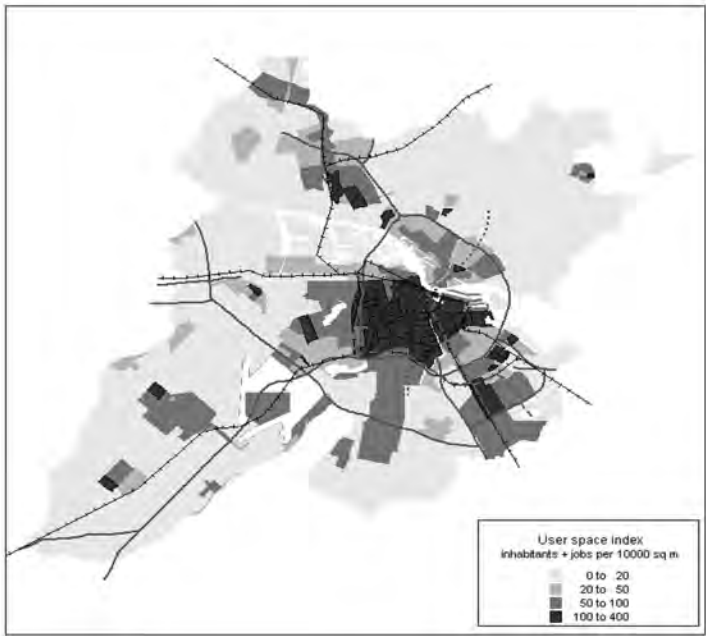 User space index
inhabitants + jobs per 10000 sq m
0 to 20
20 to 50
50 to 100
100 to 400